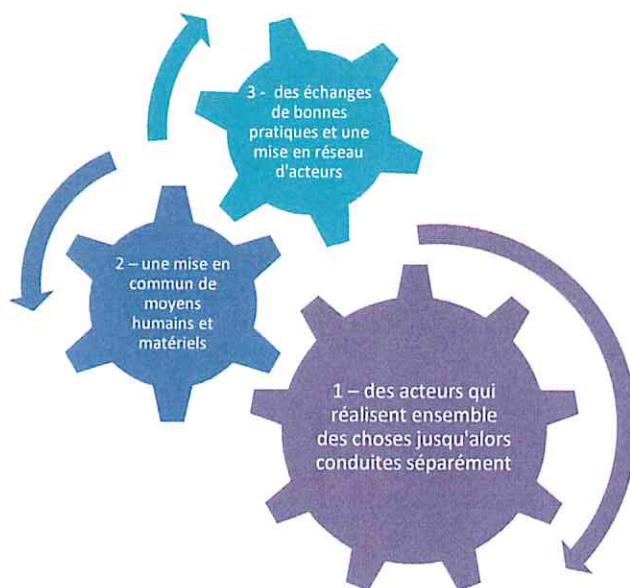 3 - des échanges
de bonnes
pratiques et une
mise en réseau
d'acteurs
2 – une mise en
commun de
moyens
humains et
matériels
1 – des acteurs qui
réalisent ensemble
des choses jusqu'alors
conduites séparément